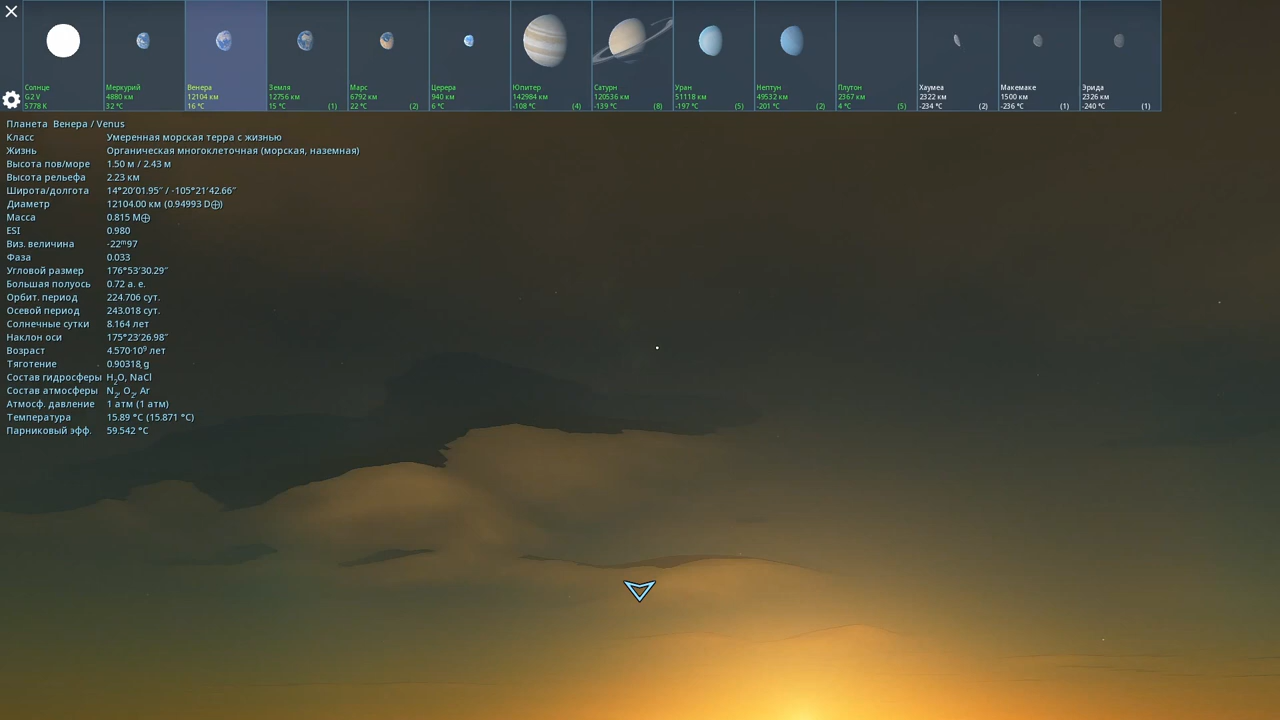 Солнце
G2 V
5778 K
Меркурий
4880 км
32 °C
Венера
12104 км
16 °C
Земля
12756 км
15 °C (1)
Марс
6792 км
22 °C (2)
Церера
940 км
6 °C
Юпитер
142984 км
-108 °C (4)
Сатурн
120536 км
-139 °C (8)
Уран
51118 км
-197 °C (5)
Нептун
49532 км
-201 °C (2)
Плутон
2367 км
4 °C (5)
Хаумеа
2322 км
-234 °C (2)
Макемаке
1500 км
-236 °C (1)
Эрида
2326 км
-240 °C (1)
Планета Венера / Venus
Класс Умеренная морская терра с жизнью
Жизнь Органическая многоклеточная (морская, наземная)
Высота пов/море 1.50 м / 2.43 м
Высота рельефа 2.23 км
Широта/долгота 14°20′01.95″ / -105°21′42.66″
Диаметр 12104.00 км (0.94993 D⊕)
Масса 0.815 M⊕
ESI 0.980
Виз. величина -22ᵐ97
Фаза 0.033
Угловой размер 176°53′30.29″
Большая полуось 0.72 а. е.
Орбит. период 224.706 сут.
Осевой период 243.018 сут.
Солнечные сутки 8.164 лет
Наклон оси 175°23′26.98″
Возраст 4.570·10⁹ лет
Тяготение 0.90318 g
Состав гидросферы H₂O, NaCl
Состав атмосферы N₂, O₂, Ar
Атмосф. давление 1 атм (1 атм)
Температура 15.89 °C (15.871 °C)
Парниковый эфф. 59.542 °C